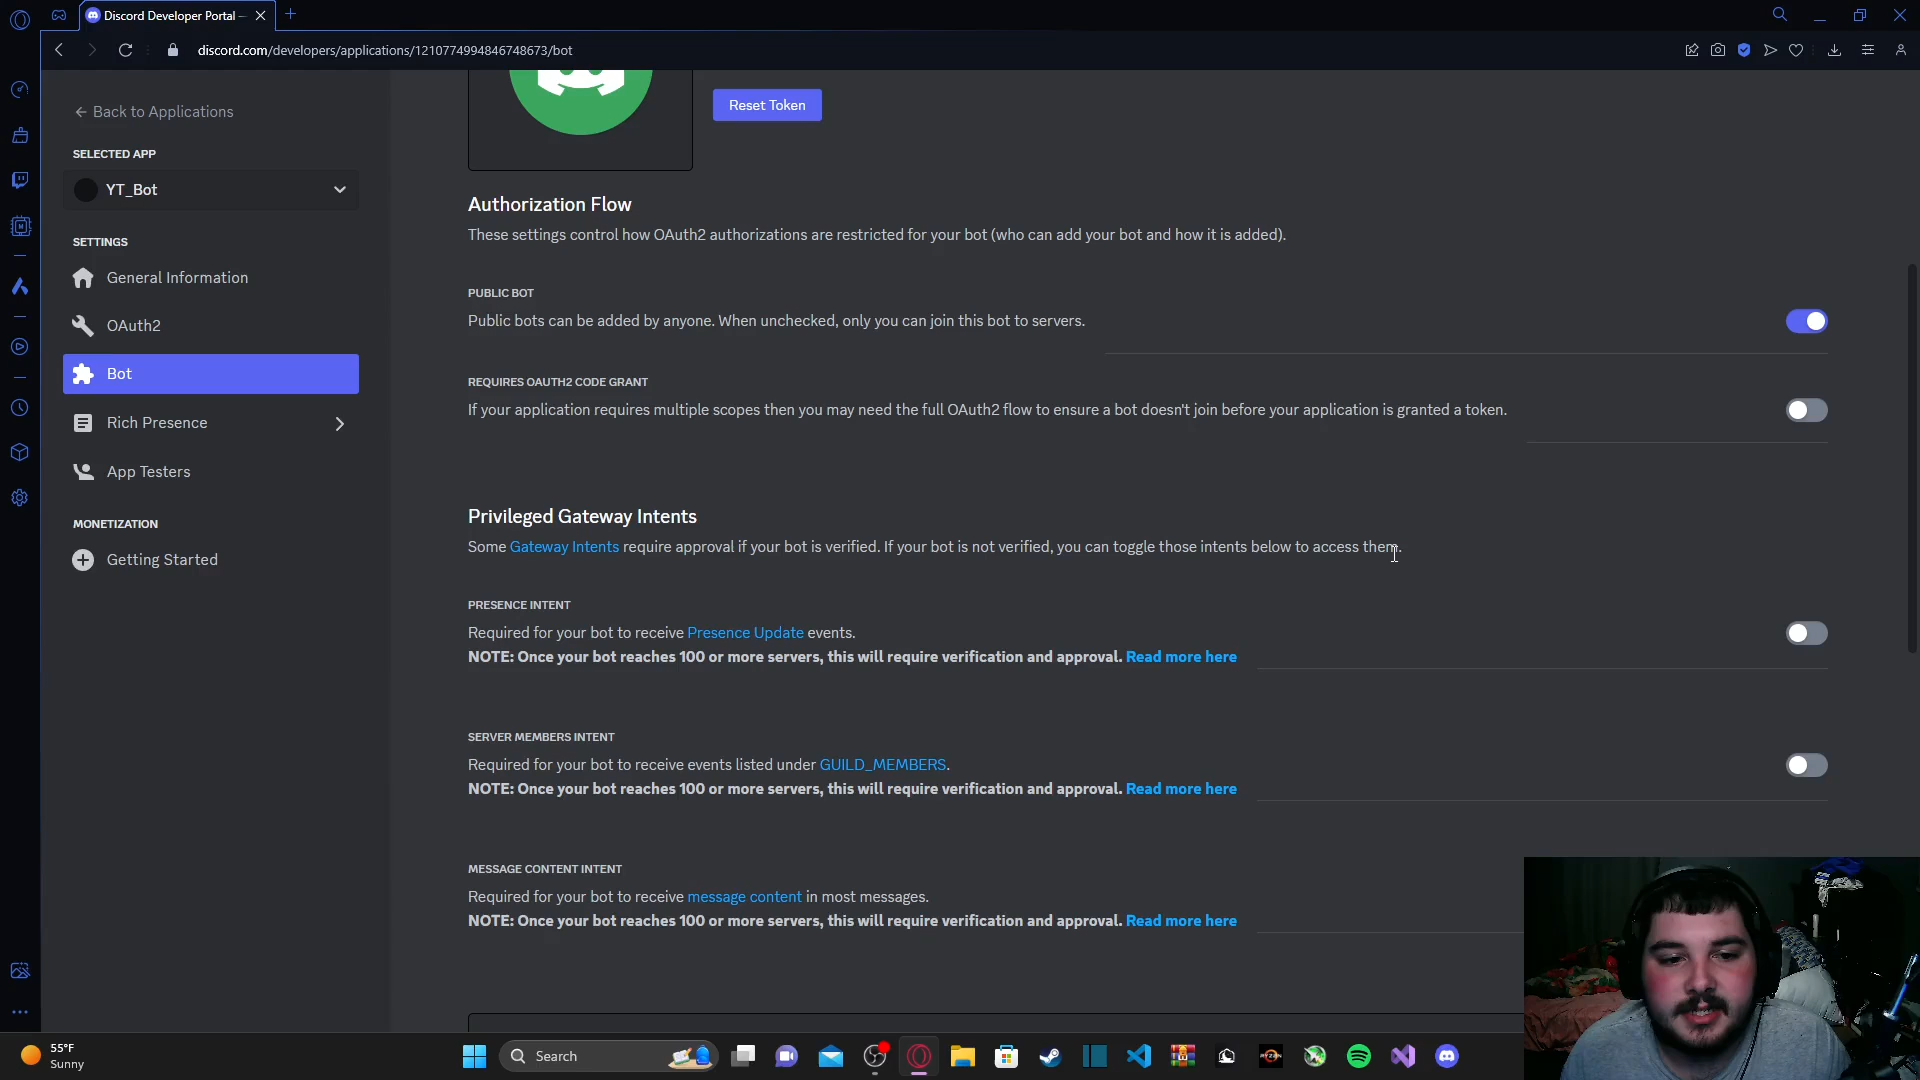 Discord Developer Portal –
discord.com/developers/applications/1210774994846748673/bot
Back to Applications
SELECTED APP
YT_Bot
SETTINGS
General Information
OAuth2
Bot
Rich Presence
App Testers
MONETIZATION
Getting Started
Reset Token
Authorization Flow
These settings control how OAuth2 authorizations are restricted for your bot (who can add your bot and how it is added).
PUBLIC BOT
Public bots can be added by anyone. When unchecked, only you can join this bot to servers.
REQUIRES OAUTH2 CODE GRANT
If your application requires multiple scopes then you may need the full OAuth2 flow to ensure a bot doesn't join before your application is granted a token.
Privileged Gateway Intents
Some Gateway Intents require approval if your bot is verified. If your bot is not verified, you can toggle those intents below to access them.
PRESENCE INTENT
Required for your bot to receive Presence Update events.
NOTE: Once your bot reaches 100 or more servers, this will require verification and approval. Read more here
SERVER MEMBERS INTENT
Required for your bot to receive events listed under GUILD_MEMBERS.
NOTE: Once your bot reaches 100 or more servers, this will require verification and approval. Read more here
MESSAGE CONTENT INTENT
Required for your bot to receive message content in most messages.
NOTE: Once your bot reaches 100 or more servers, this will require verification and approval. Read more here
55°F
Sunny
Search
RYZEN